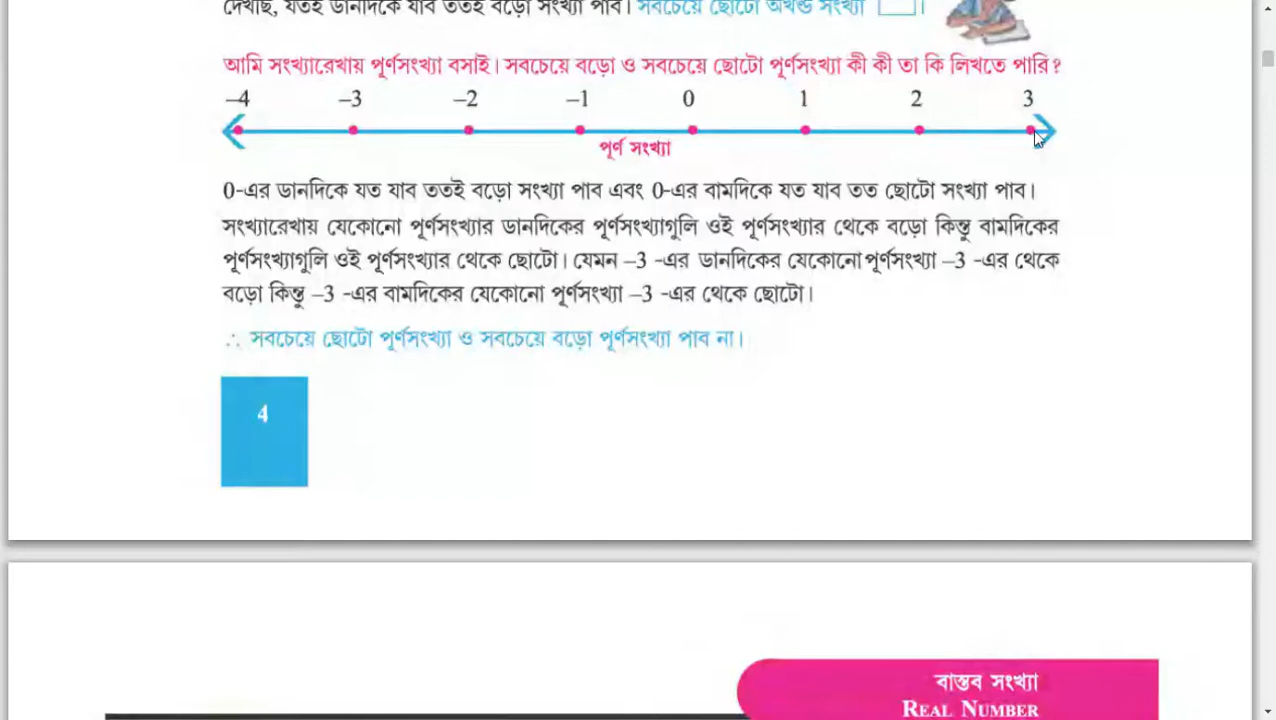 দেখছি, যতই ডানদিকে যাব ততই বড়ো সংখ্যা পাব। সবচেয়ে ছোটো অখণ্ড সংখ্যা ।
আমি সংখ্যারেখায় পূর্ণসংখ্যা বসাই। সবচেয়ে বড়ো ও সবচেয়ে ছোটো পূর্ণসংখ্যা কী কী তা কি লিখতে পারি?
–4 –3 –2 –1 0 1 2 3
পূর্ণ সংখ্যা
0-এর ডানদিকে যত যাব ততই বড়ো সংখ্যা পাব এবং 0-এর বামদিকে যত যাব তত ছোটো সংখ্যা পাব।
সংখ্যারেখায় যেকোনো পূর্ণসংখ্যার ডানদিকের পূর্ণসংখ্যাগুলি ওই পূর্ণসংখ্যার থেকে বড়ো কিন্তু বামদিকের
পূর্ণসংখ্যাগুলি ওই পূর্ণসংখ্যার থেকে ছোটো। যেমন –3 -এর ডানদিকের যেকোনো পূর্ণসংখ্যা –3 -এর থেকে
বড়ো কিন্তু –3 -এর বামদিকের যেকোনো পূর্ণসংখ্যা –3 -এর থেকে ছোটো।
∴ সবচেয়ে ছোটো পূর্ণসংখ্যা ও সবচেয়ে বড়ো পূর্ণসংখ্যা পাব না।
4
বাস্তব সংখ্যা
REAL NUMBER